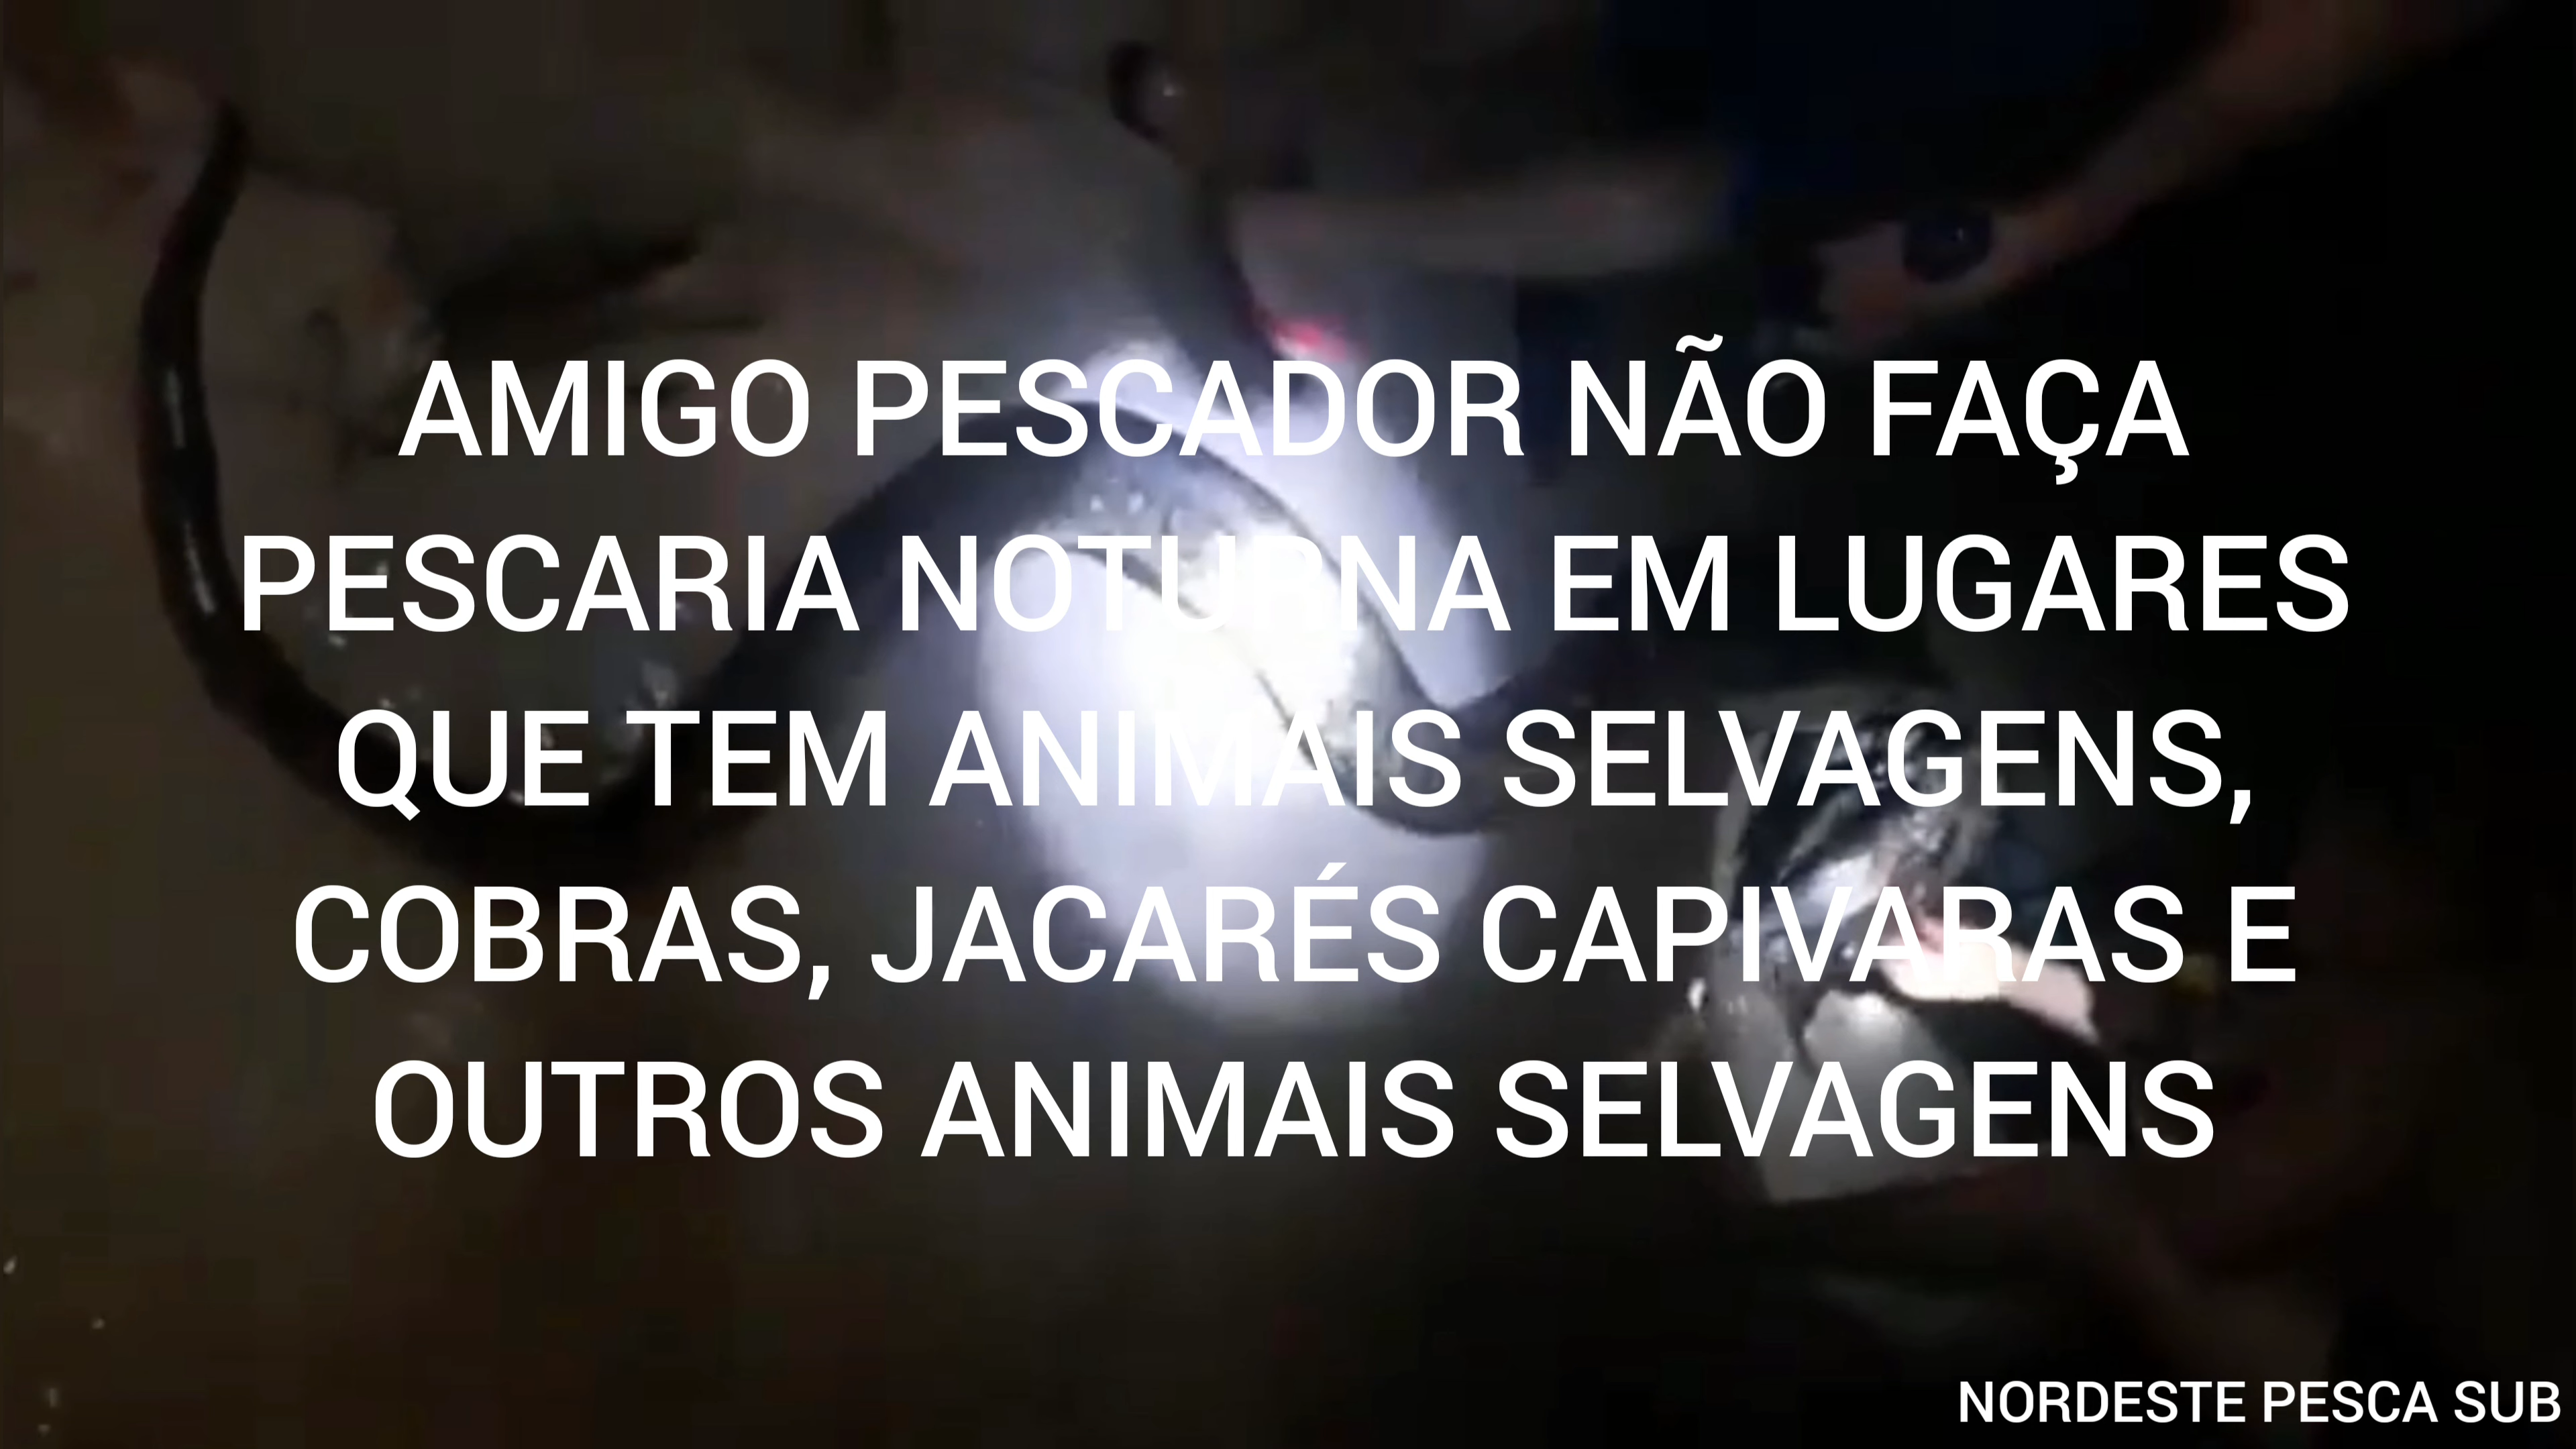 AMIGO PESCADOR NÃO FAÇA
PESCARIA NOTURNA EM LUGARES
QUE TEM ANIMAIS SELVAGENS,
COBRAS, JACARÉS CAPIVARAS E
OUTROS ANIMAIS SELVAGENS
NORDESTE PESCA SUB